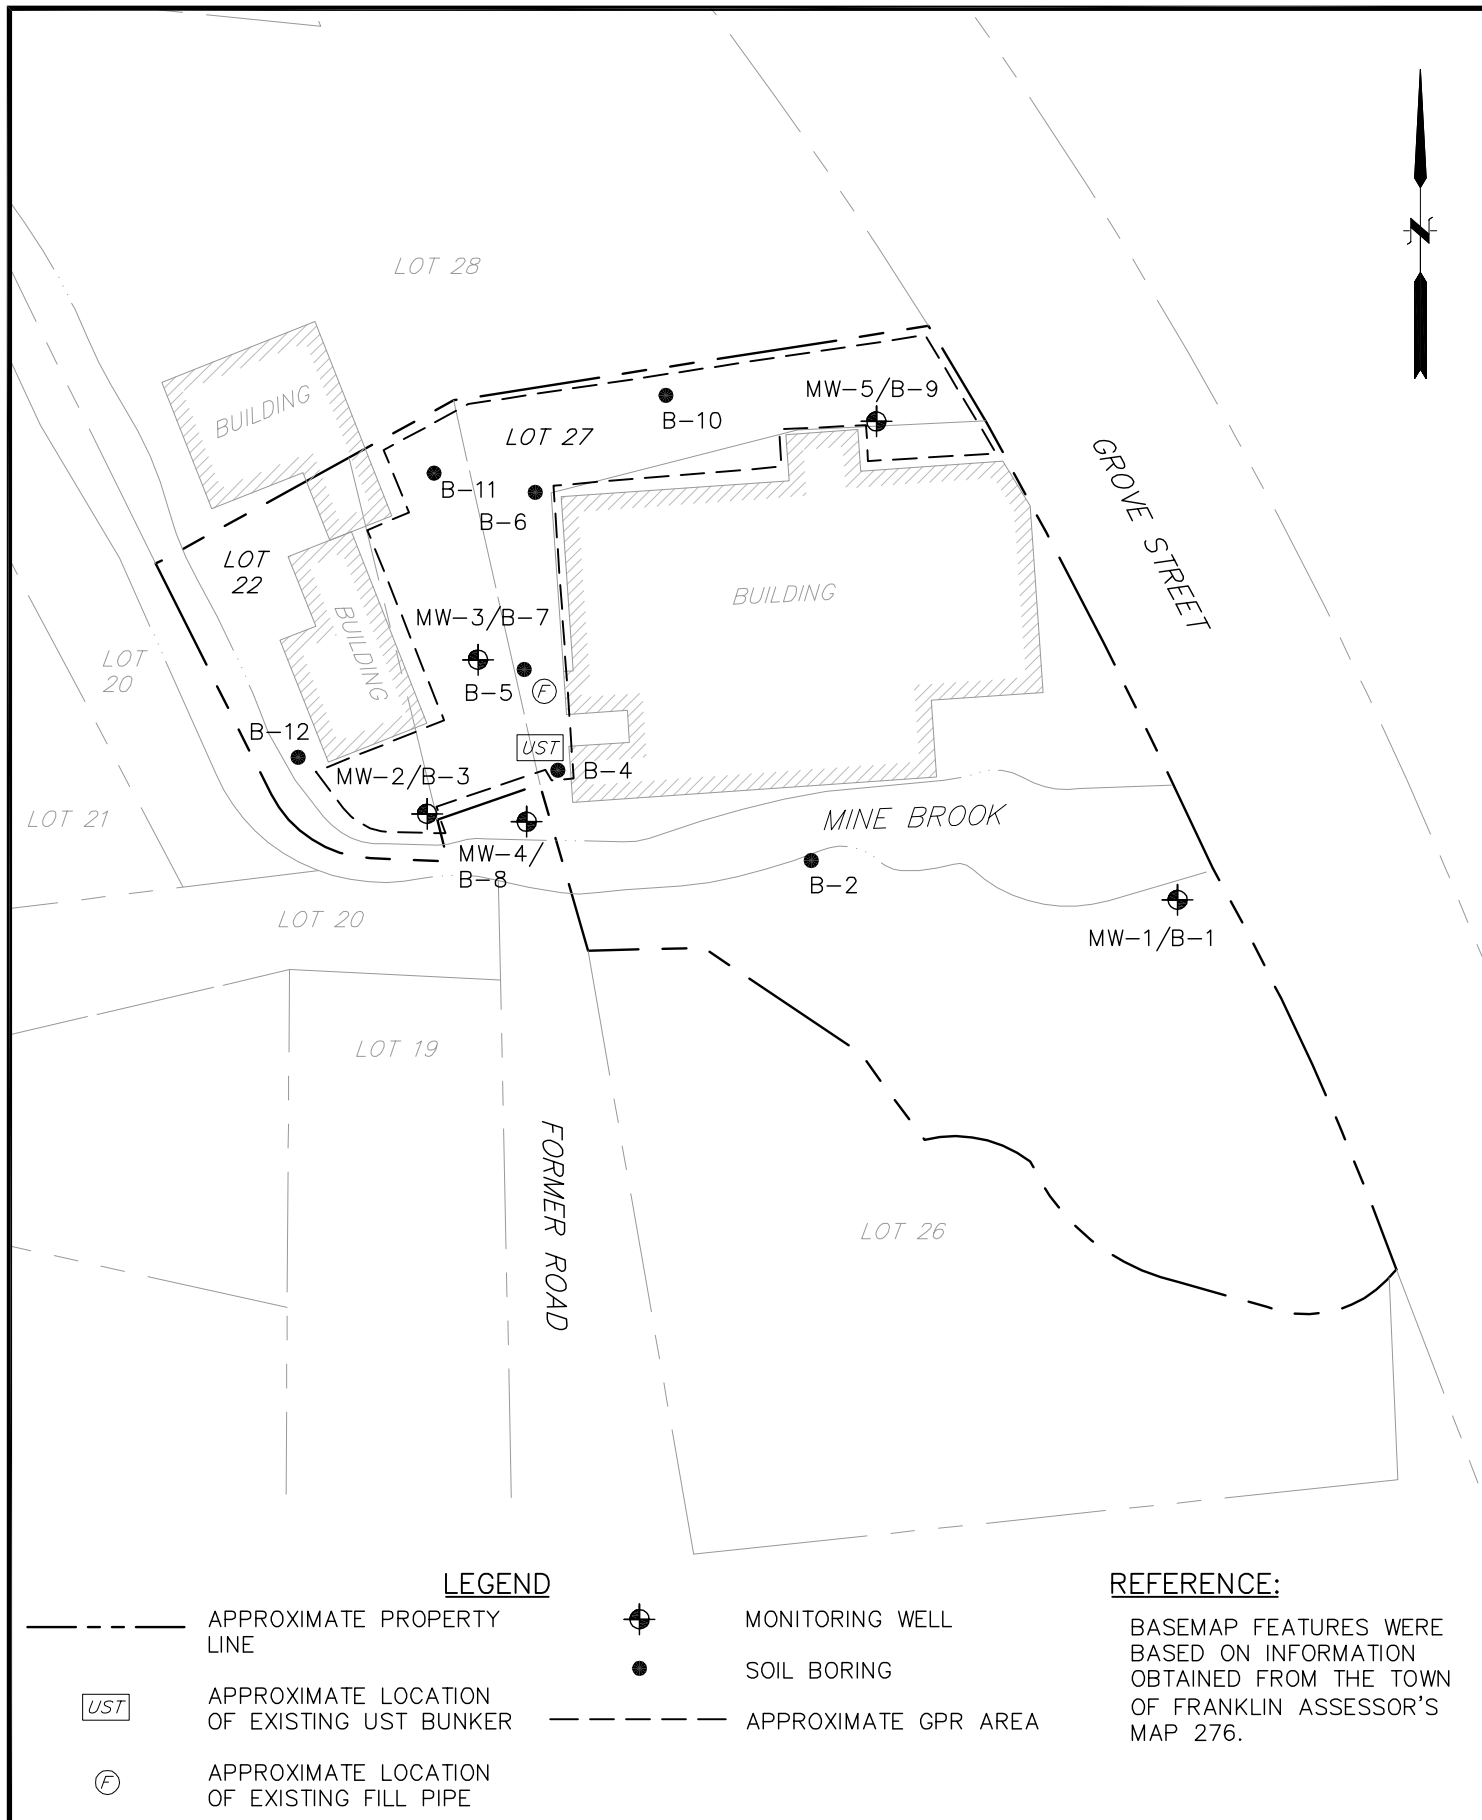 N
LOT 28
BUILDING
MW-5/B-9
B-10
LOT 27
GROVE STREET
B-11
B-6
LOT
22
BUILDING
MW-3/B-7
BUILDING
LOT
20
B-5
F
B-12
UST
MW-2/B-3
B-4
LOT 21
MINE BROOK
MW-4/
B-8
B-2
LOT 20
MW-1/B-1
LOT 19
FORMER ROAD
LOT 26
LEGEND
APPROXIMATE PROPERTY
LINE
UST
APPROXIMATE LOCATION
OF EXISTING UST BUNKER
F
APPROXIMATE LOCATION
OF EXISTING FILL PIPE
MONITORING WELL
SOIL BORING
APPROXIMATE GPR AREA
REFERENCE:
BASEMAP FEATURES WERE
BASED ON INFORMATION
OBTAINED FROM THE TOWN
OF FRANKLIN ASSESSOR'S
MAP 276.